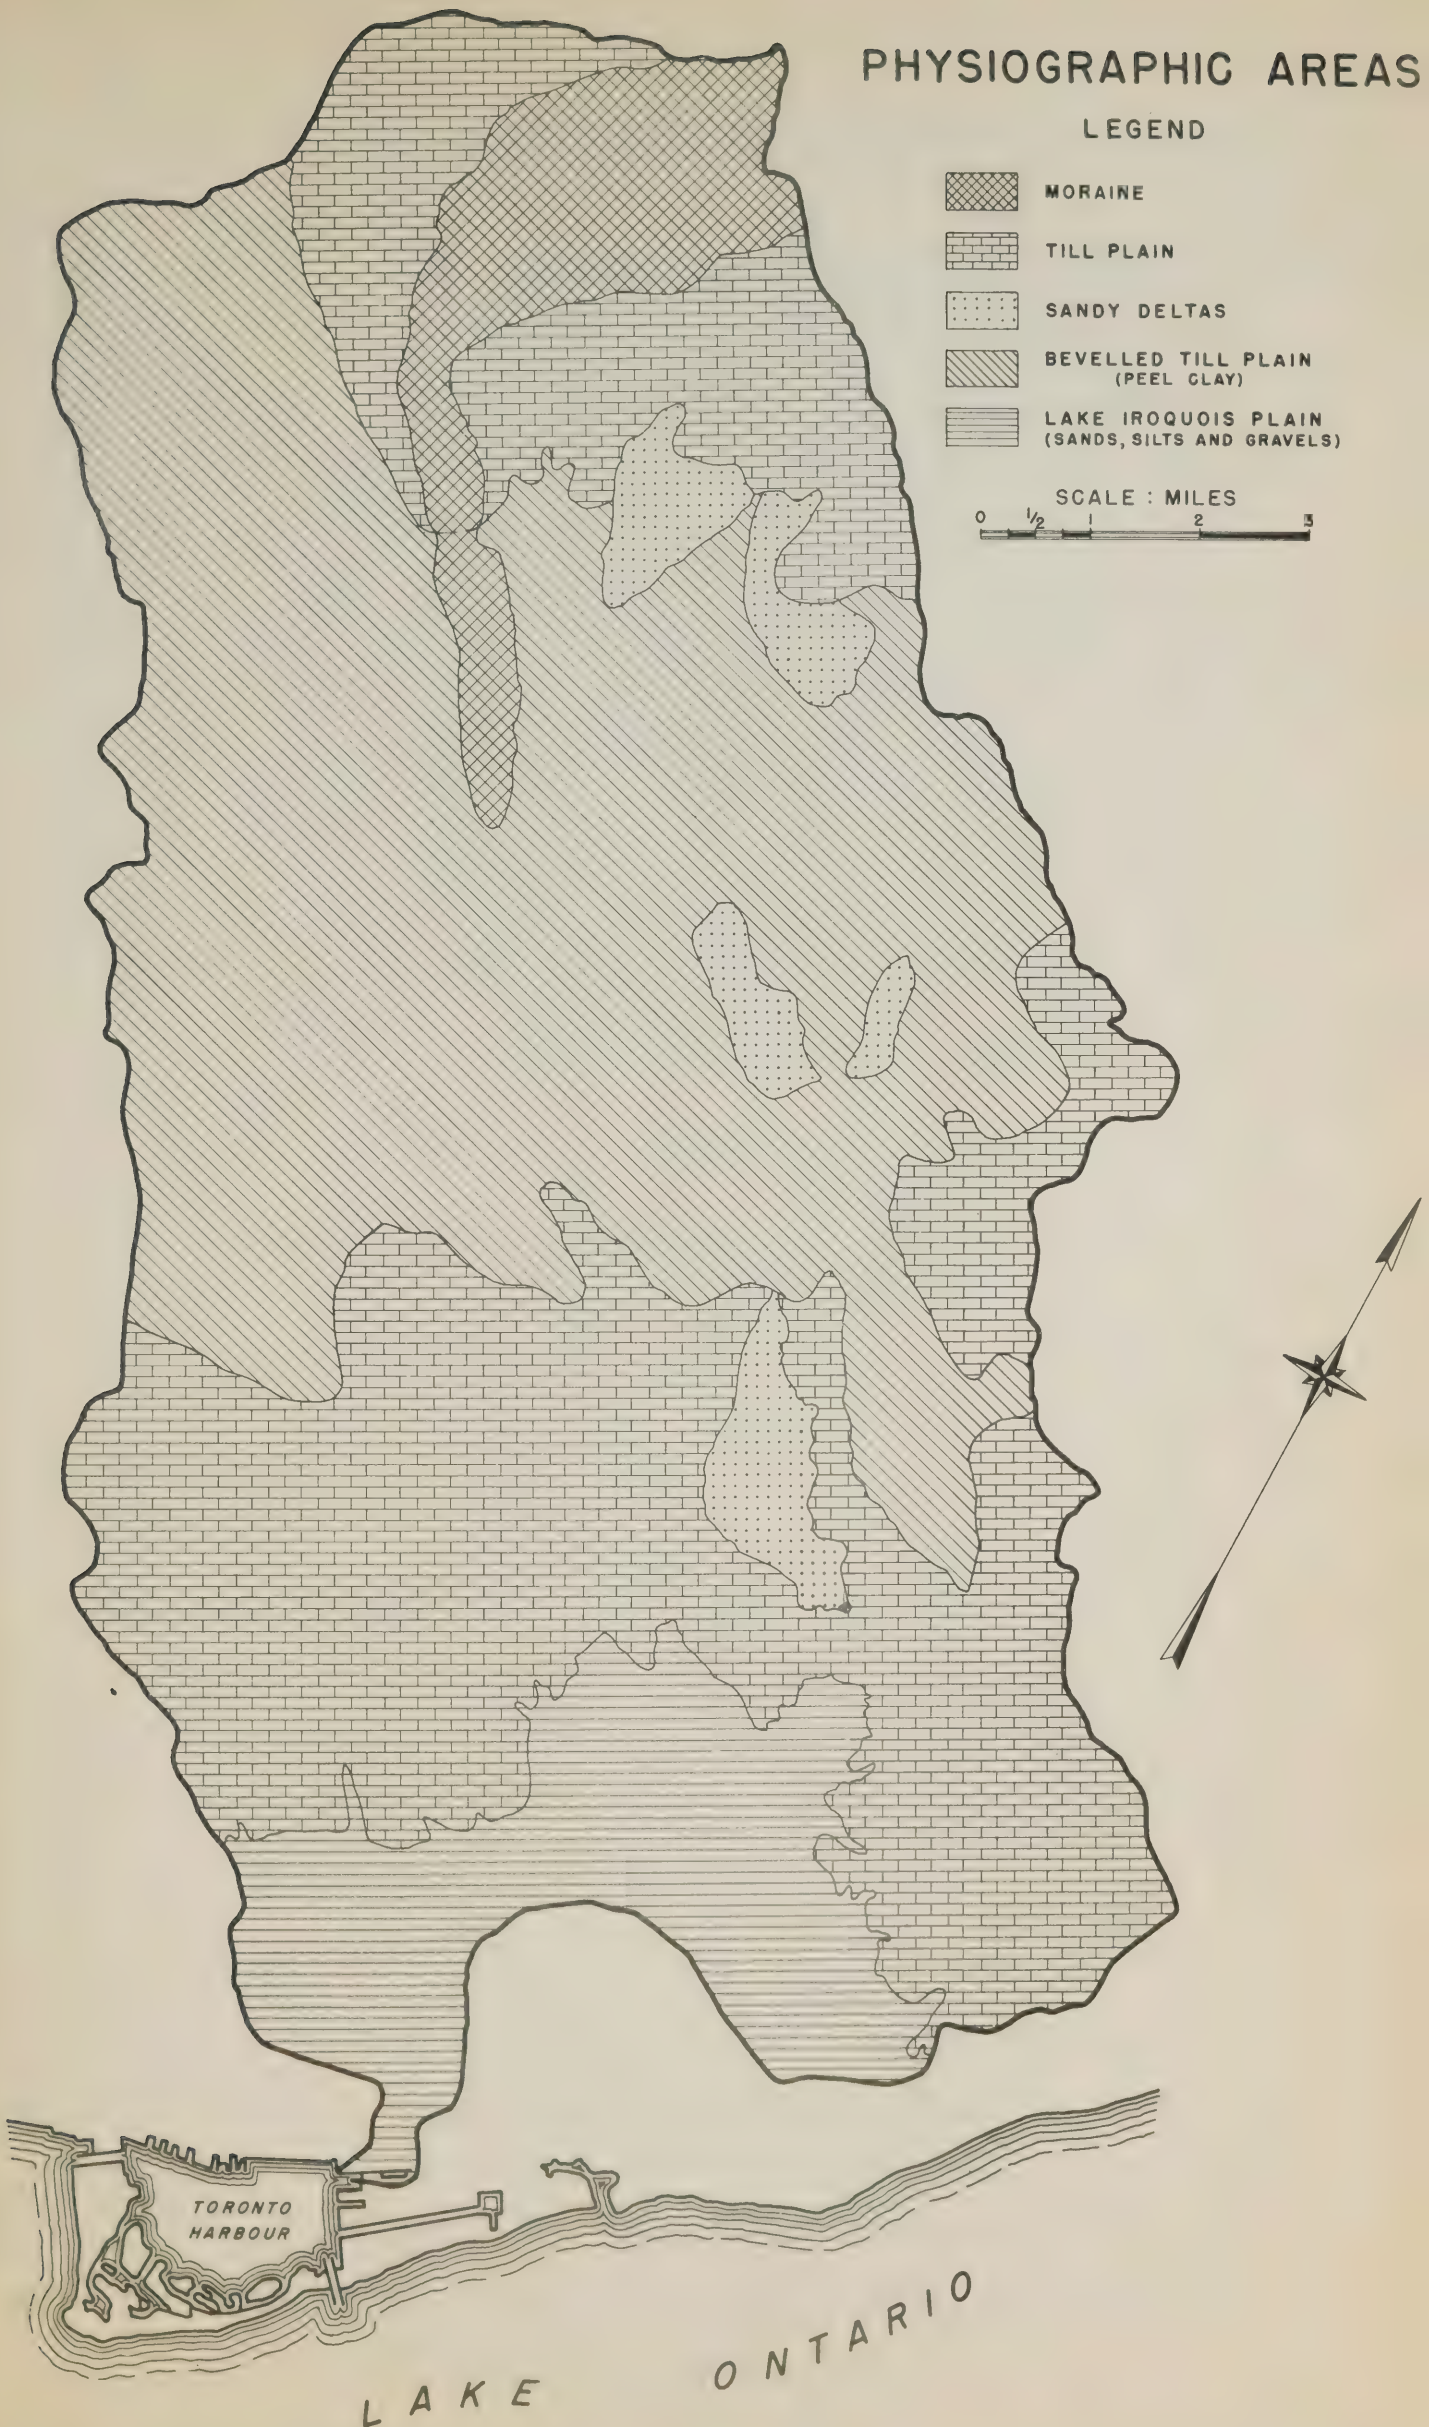 PHYSIOGRAPHIC AREAS
LEGEND
MORAINE
TILL PLAIN
SANDY DELTAS
BEVELLED TILL PLAIN
(PEEL CLAY)
LAKE IROQUOIS PLAIN
(SANDS, SILTS AND GRAVELS)
SCALE : MILES
0 1/2 1 2 3
TORONTO
HARBOUR
LAKE ONTARIO